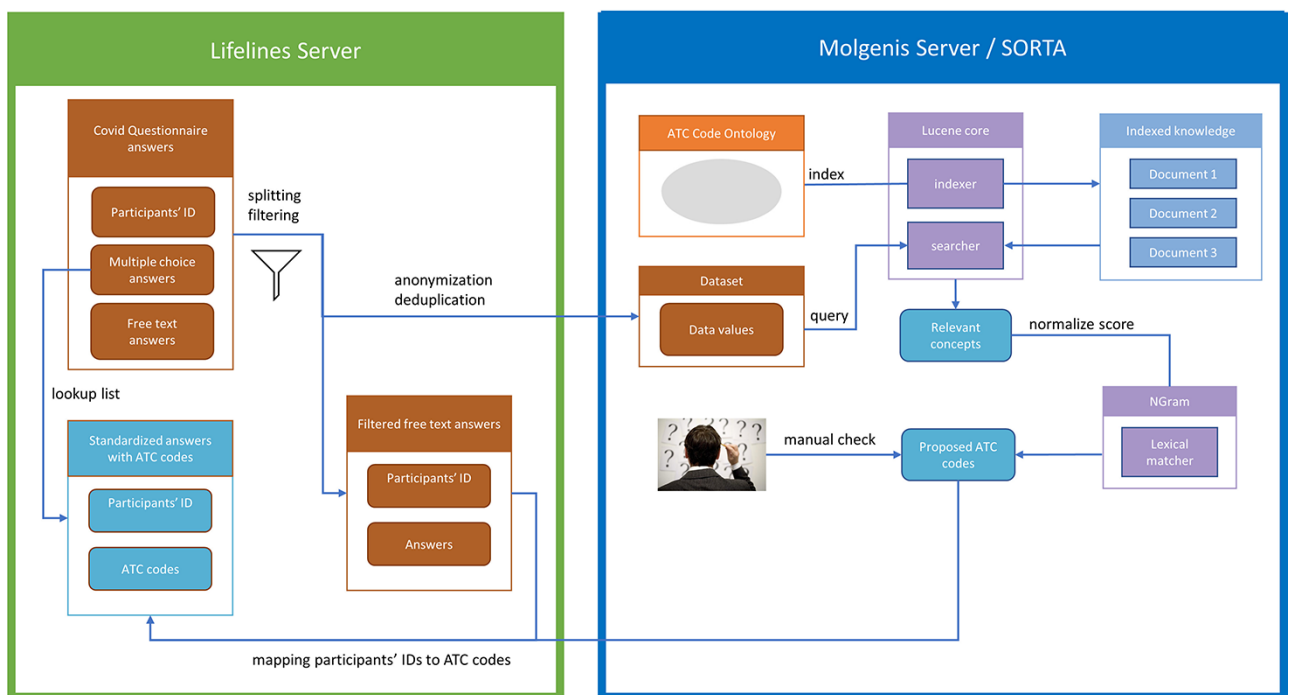 Lifelines Server
Covid Questionnaire
answers
Participants' ID
Multiple choice
answers
Free text
answers
splitting
filtering
anonymization
deduplication
lookup list
Standardized answers
with ATC codes
Participants' ID
ATC codes
Filtered free text answers
Participants' ID
Answers
mapping participants' IDs to ATC codes
Molgenis Server / SORTA
ATC Code Ontology
index
Lucene core
indexer
searcher
Indexed knowledge
Document 1
Document 2
Document 3
Dataset
Data values
query
Relevant
concepts
normalize score
NGram
Lexical
matcher
manual check
Proposed ATC
codes
? ? ? ? ?